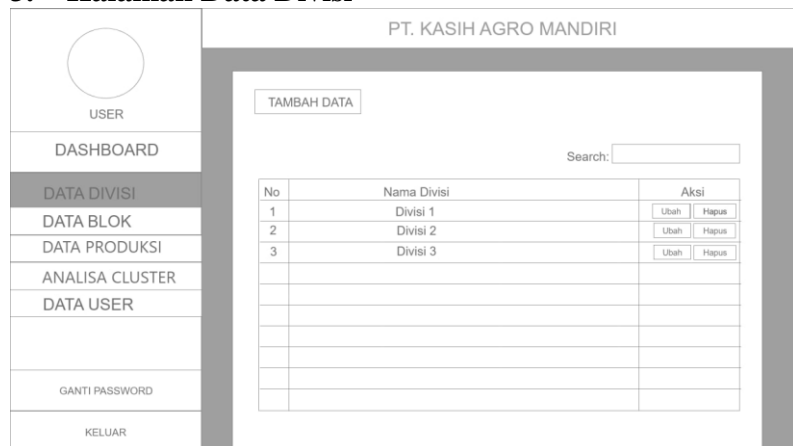 PT. KASIH AGRO MANDIRI
USER
DASHBOARD
DATA DIVISI
DATA BLOK
DATA PRODUKSI
ANALISA CLUSTER
DATA USER
GANTI PASSWORD
KELUAR
TAMBAH DATA
Search:
No Nama Divisi Aksi
1 Divisi 1 Ubah Hapus
2 Divisi 2 Ubah Hapus
3 Divisi 3 Ubah Hapus